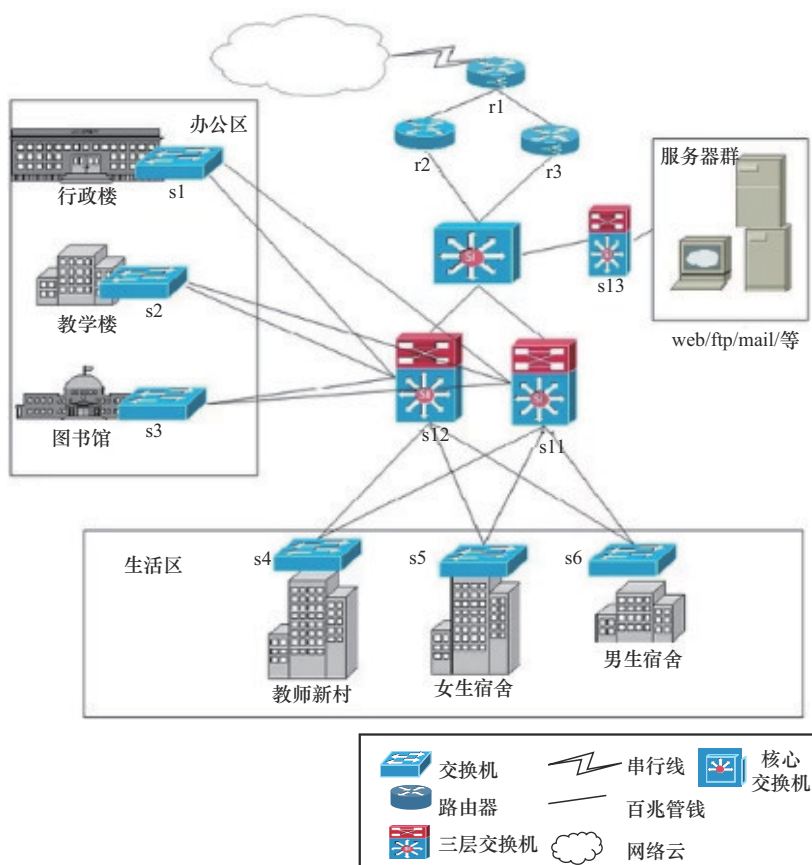 r1
r2
r3
办公区
行政楼
s1
教学楼
s2
图书馆
s3
服务器群
s13
web/ftp/mail/等
s12
s11
生活区
s4
s5
s6
教师新村
女生宿舍
男生宿舍
交换机
串行线
核心
交换机
路由器
百兆管钱
三层交换机
网络云